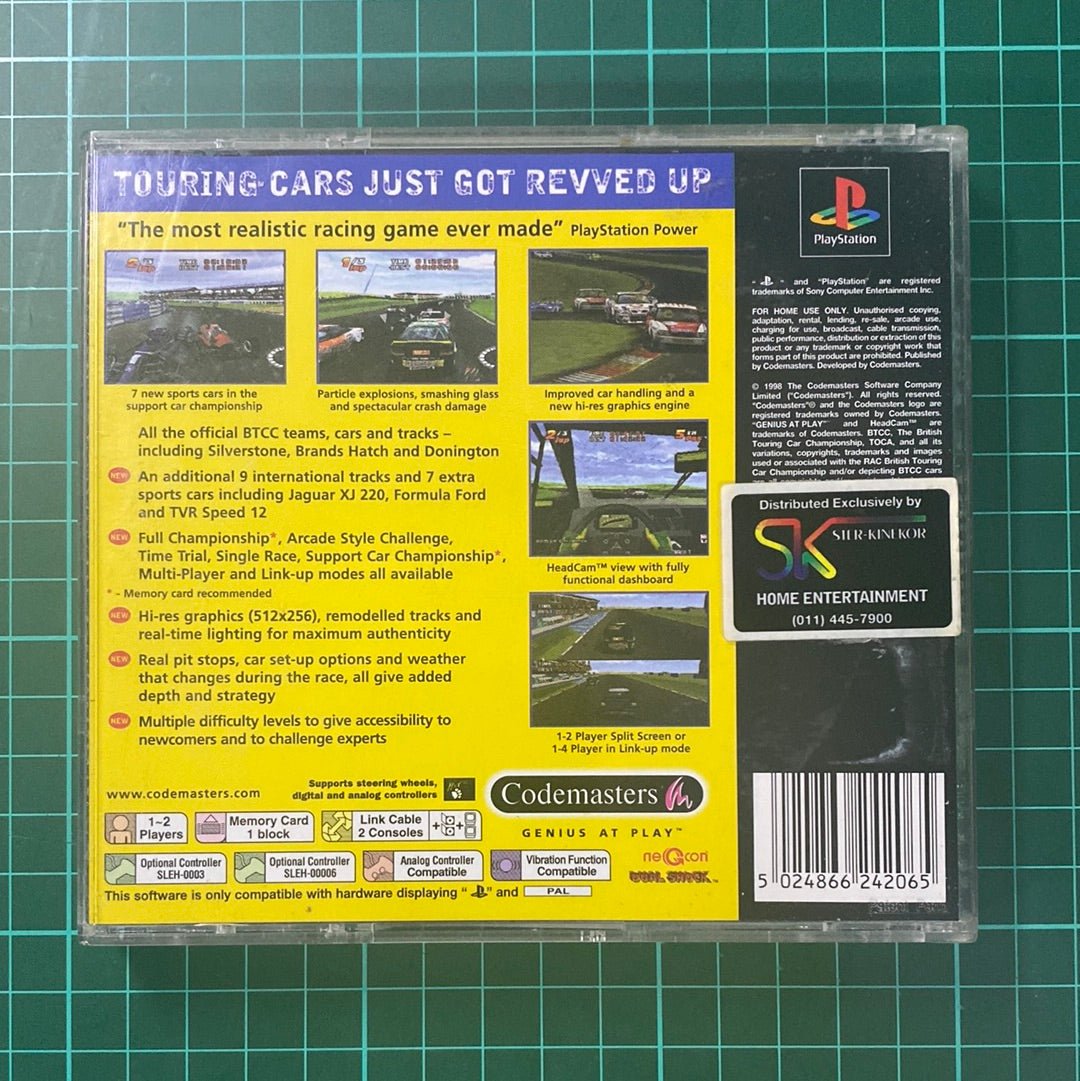 TOURING CARS JUST GOT REVVED UP
“The most realistic racing game ever made” PlayStation Power
7 new sports cars in the
support car championship
Particle explosions, smashing glass
and spectacular crash damage
Improved car handling and a
new hi-res graphics engine
All the official BTCC teams, cars and tracks –
including Silverstone, Brands Hatch and Donington
NEW An additional 9 international tracks and 7 extra
sports cars including Jaguar XJ 220, Formula Ford
and TVR Speed 12
NEW Full Championship*, Arcade Style Challenge,
Time Trial, Single Race, Support Car Championship*,
Multi-Player and Link-up modes all available
* - Memory card recommended
NEW Hi-res graphics (512x256), remodelled tracks and
real-time lighting for maximum authenticity
NEW Real pit stops, car set-up options and weather
that changes during the race, all give added
depth and strategy
NEW Multiple difficulty levels to give accessibility to
newcomers and to challenge experts
HeadCam™ view with fully
functional dashboard
1-2 Player Split Screen or
1-4 Player in Link-up mode
www.codemasters.com
Supports steering wheels,
digital and analog controllers
Codemasters
GENIUS AT PLAY™
1~2
Players
Memory Card
1 block
Link Cable
2 Consoles
Optional Controller
SLEH-0003
Optional Controller
SLEH-00006
Analog Controller
Compatible
Vibration Function
Compatible
neGcon
DUAL SHOCK™
This software is only compatible with hardware displaying “ ” and PAL
PlayStation
“ ” and “PlayStation” are registered
trademarks of Sony Computer Entertainment Inc.
FOR HOME USE ONLY. Unauthorised copying,
adaptation, rental, lending, re-sale, arcade use,
charging for use, broadcast, cable transmission,
public performance, distribution or extraction of this
product or any trademark or copyright work that
forms part of this product are prohibited. Published
by Codemasters. Developed by Codemasters.
© 1998 The Codemasters Software Company
Limited ("Codemasters"). All rights reserved.
"Codemasters"® and the Codemasters logo are
registered trademarks owned by Codemasters.
"GENIUS AT PLAY" and HeadCam™ are
trademarks of Codemasters. BTCC, The British
Touring Car Championship, TOCA, and all its
variations, copyrights, trademarks and images
used or associated with the RAC British Touring
Car Championship and/or depicting BTCC cars
Distributed Exclusively by
SK STER-KINEKOR
HOME ENTERTAINMENT
(011) 445-7900
5 024866 242065